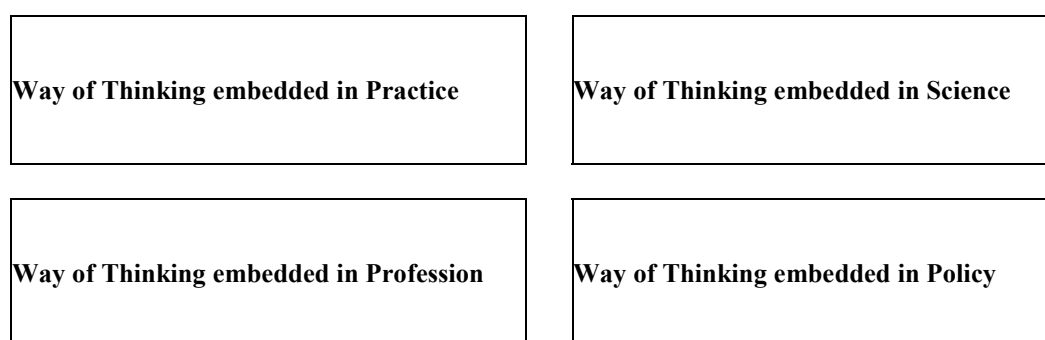 Way of Thinking embedded in Practice
Way of Thinking embedded in Science
Way of Thinking embedded in Profession
Way of Thinking embedded in Policy